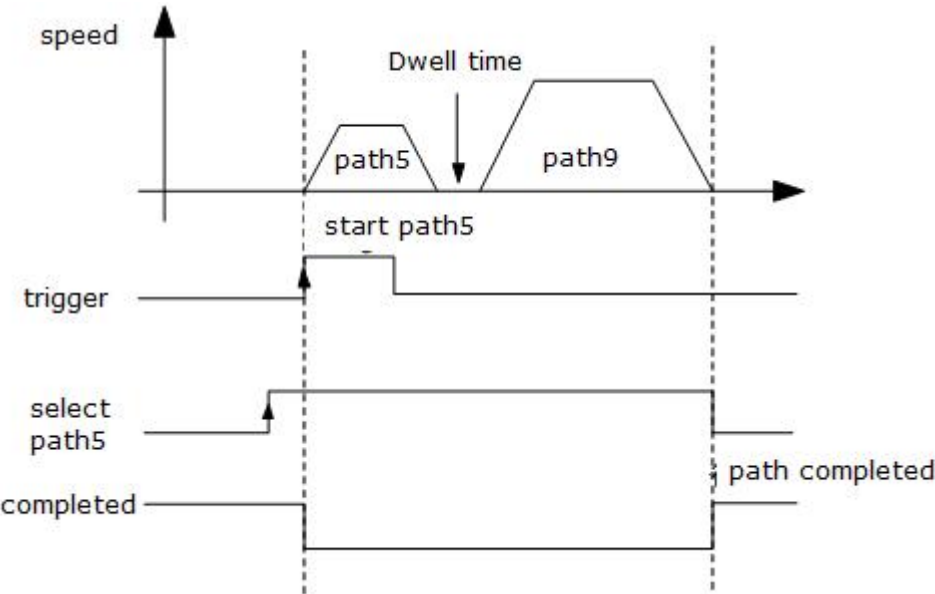 speed
Dwell time
path5
path9
start path5
trigger
select
path5
path completed
completed